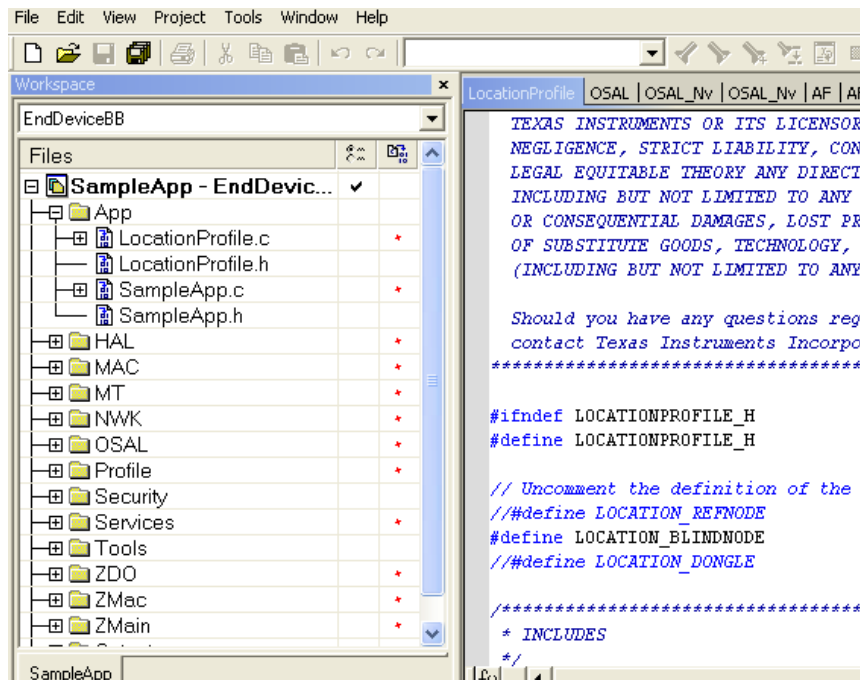 File Edit View Project Tools Window Help
Workspace
EndDeviceBB
Files
SampleApp - EndDevic...
App
LocationProfile.c
LocationProfile.h
SampleApp.c
SampleApp.h
HAL
MAC
MT
NWK
OSAL
Profile
Security
Services
Tools
ZDO
ZMac
ZMain
SampleApp
LocationProfile OSAL OSAL_Nv OSAL_Nv AF
TEXAS INSTRUMENTS OR ITS LICENSOR
NEGLIGENCE, STRICT LIABILITY, CON
LEGAL EQUITABLE THEORY ANY DIRECT
INCLUDING BUT NOT LIMITED TO ANY
OR CONSEQUENTIAL DAMAGES, LOST PR
OF SUBSTITUTE GOODS, TECHNOLOGY,
(INCLUDING BUT NOT LIMITED TO ANY
Should you have any questions reg
contact Texas Instruments Incorpo
***********************************
#ifndef LOCATIONPROFILE_H
#define LOCATIONPROFILE_H
// Uncomment the definition of the
//#define LOCATION_REFNODE
#define LOCATION_BLINDNODE
//#define LOCATION_DONGLE
/**********************************
* INCLUDES
*/